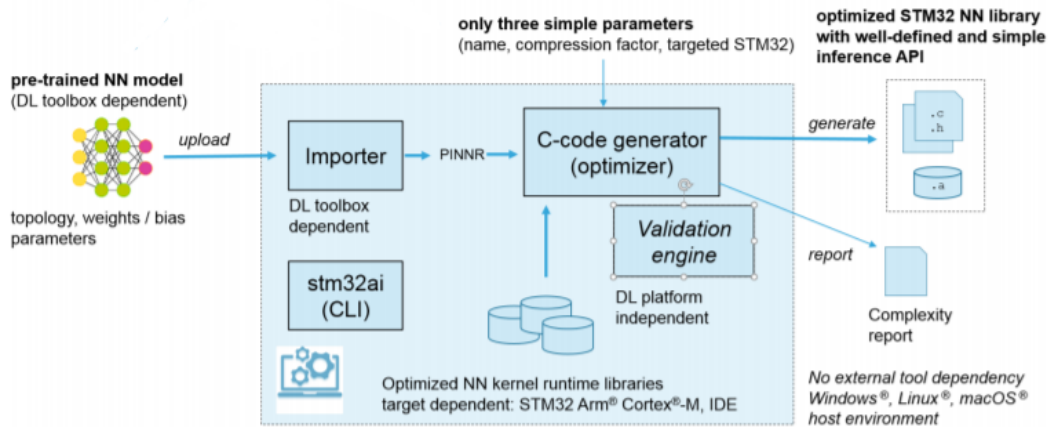 only three simple parameters
(name, compression factor, targeted STM32)
optimized STM32 NN library
with well-defined and simple
inference API
pre-trained NN model
(DL toolbox dependent)
upload
topology, weights / bias
parameters
Importer
DL toolbox
dependent
PINNR
C-code generator
(optimizer)
Validation
engine
DL platform
independent
stm32ai
(CLI)
Optimized NN kernel runtime libraries
target dependent: STM32 Arm® Cortex®-M, IDE
generate
.c
.h
.a
report
Complexity
report
No external tool dependency
Windows®, Linux®, macOS®
host environment